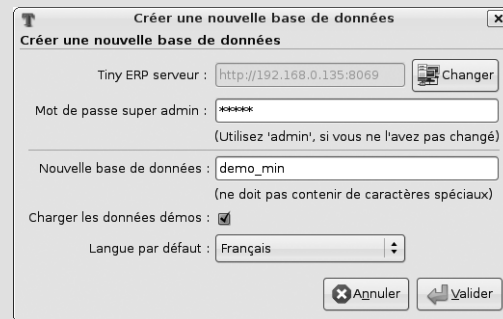 Créer une nouvelle base de données
Créer une nouvelle base de données
Tiny ERP serveur : http://192.168.0.135:8069 Changer
Mot de passe super admin : *****
(Utilisez 'admin', si vous ne l'avez pas changé)
Nouvelle base de données : demo_min
(ne doit pas contenir de caractères spéciaux)
Charger les données démos :
Langue par défaut : Français
Annuler Valider